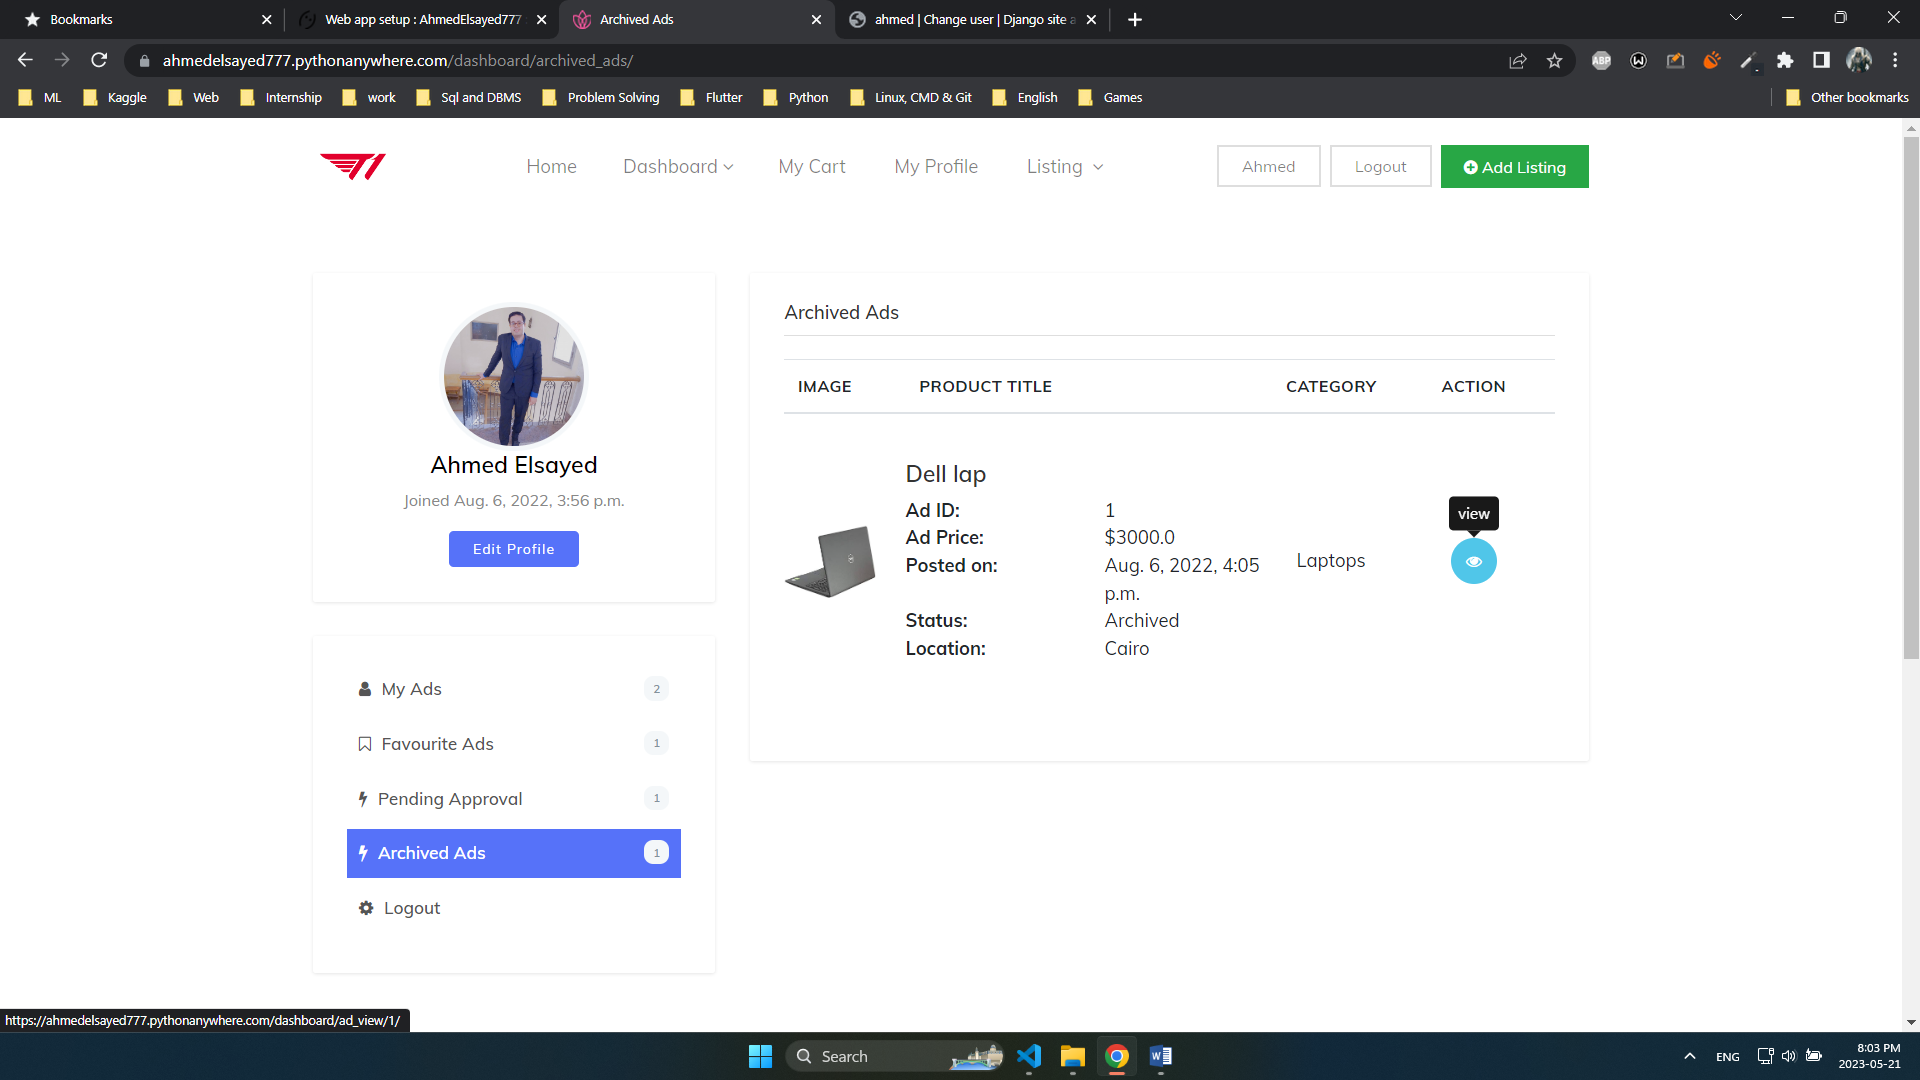 Bookmarks
Web app setup : AhmedElsayed777
Archived Ads
ahmed | Change user | Django site a
ahmedelsayed777.pythonanywhere.com/dashboard/archived_ads/
ABP
ML
Kaggle
Web
Internship
work
Sql and DBMS
Problem Solving
Flutter
Python
Linux, CMD & Git
English
Games
Other bookmarks
T1
Home
Dashboard
My Cart
My Profile
Listing
Ahmed
Logout
Add Listing
Ahmed Elsayed
Joined Aug. 6, 2022, 3:56 p.m.
Edit Profile
My Ads 2
Favourite Ads 1
Pending Approval 1
Archived Ads 1
Logout
Archived Ads
IMAGE PRODUCT TITLE CATEGORY ACTION
Dell lap
Ad ID: 1
Ad Price: $3000.0
Posted on: Aug. 6, 2022, 4:05
p.m.
Status: Archived
Location: Cairo
Laptops
view
https://ahmedelsayed777.pythonanywhere.com/dashboard/ad_view/1/
Search
ENG
8:03 PM
2023-05-21